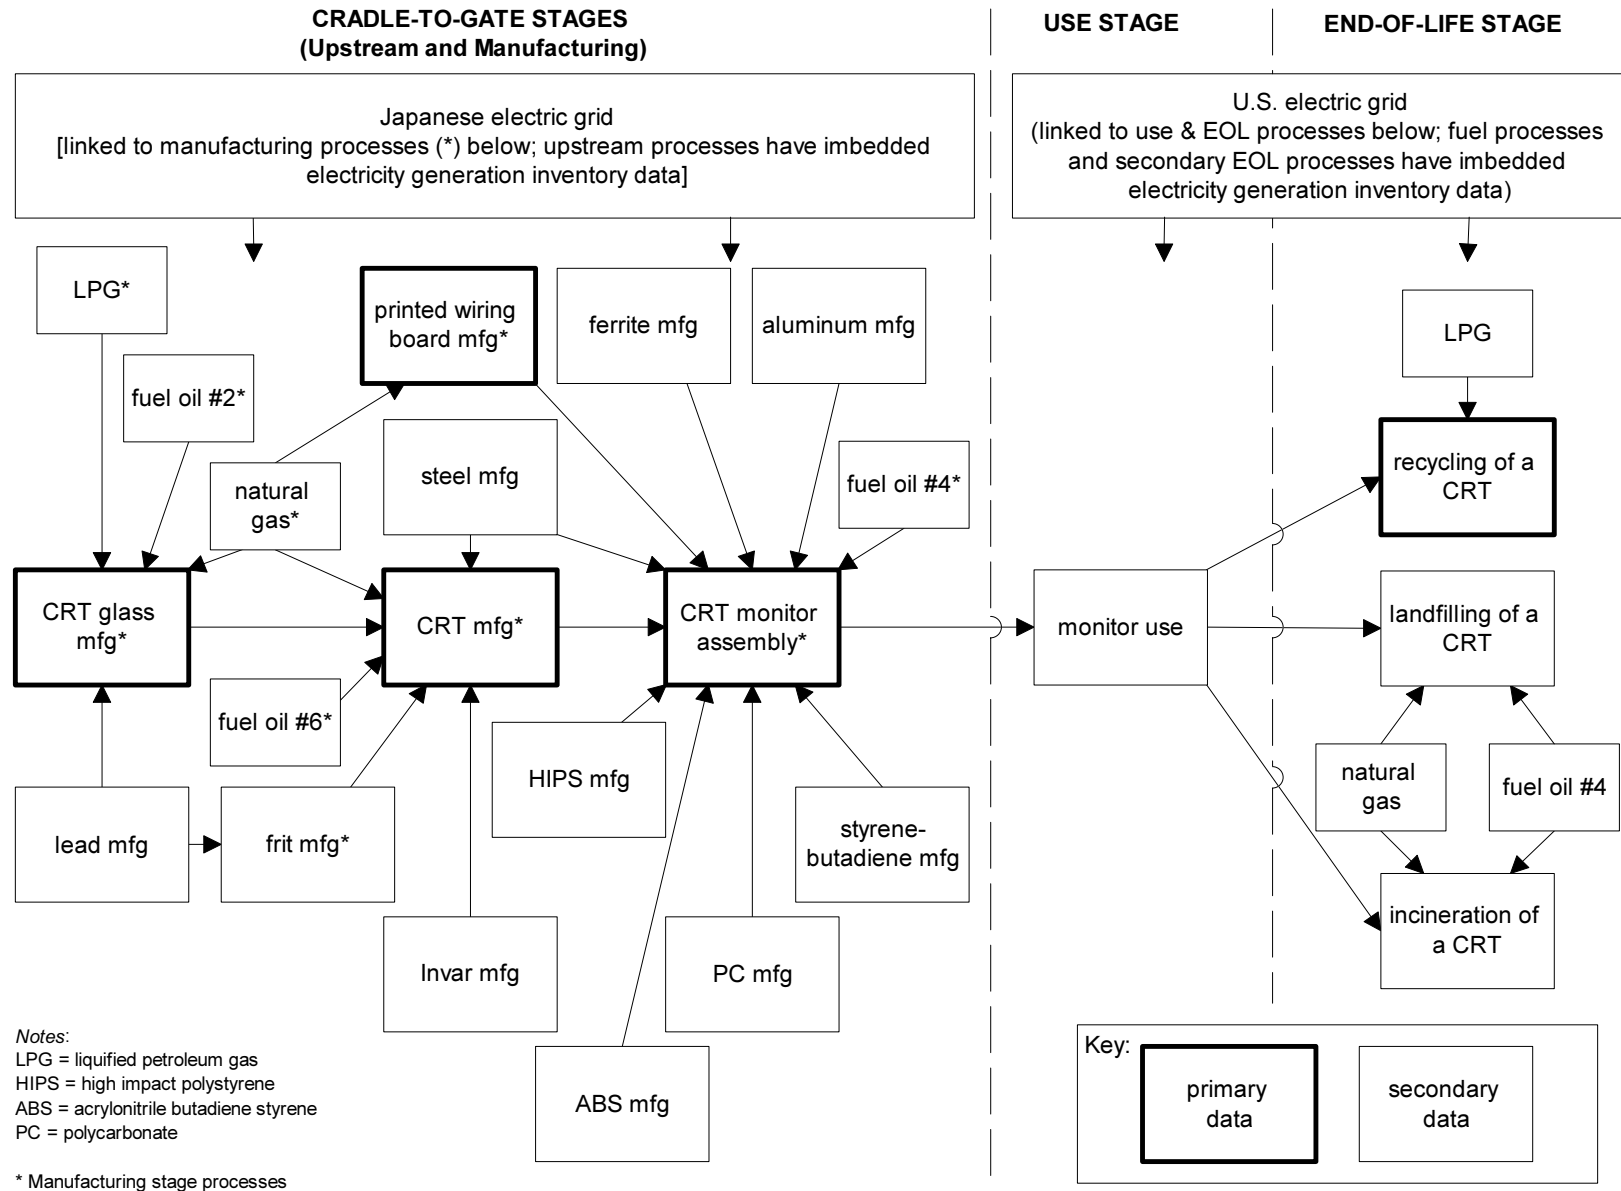 CRADLE-TO-GATE STAGES
(Upstream and Manufacturing)
USE STAGE
END-OF-LIFE STAGE
Japanese electric grid
[linked to manufacturing processes (*) below; upstream processes have imbedded
electricity generation inventory data]
U.S. electric grid
(linked to use & EOL processes below; fuel processes
and secondary EOL processes have imbedded
electricity generation inventory data)
LPG*
printed wiring
board mfg*
ferrite mfg
aluminum mfg
LPG
fuel oil #2*
natural
gas*
steel mfg
fuel oil #4*
recycling of a
CRT
CRT glass
mfg*
CRT mfg*
CRT monitor
assembly*
monitor use
landfilling of a
CRT
fuel oil #6*
HIPS mfg
natural
gas
fuel oil #4
lead mfg
frit mfg*
styrene-
butadiene mfg
Invar mfg
PC mfg
incineration of
a CRT
ABS mfg
Notes:
LPG = liquified petroleum gas
HIPS = high impact polystyrene
ABS = acrylonitrile butadiene styrene
PC = polycarbonate
* Manufacturing stage processes
Key:
primary
data
secondary
data